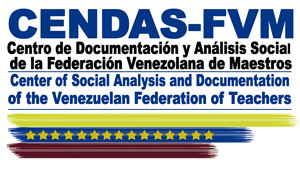 CENDAS-FVM
Centro de Documentación y Análisis Social
de la Federación Venezolana de Maestros
Center of Social Analysis and Documentation
of the Venezuelan Federation of Teachers